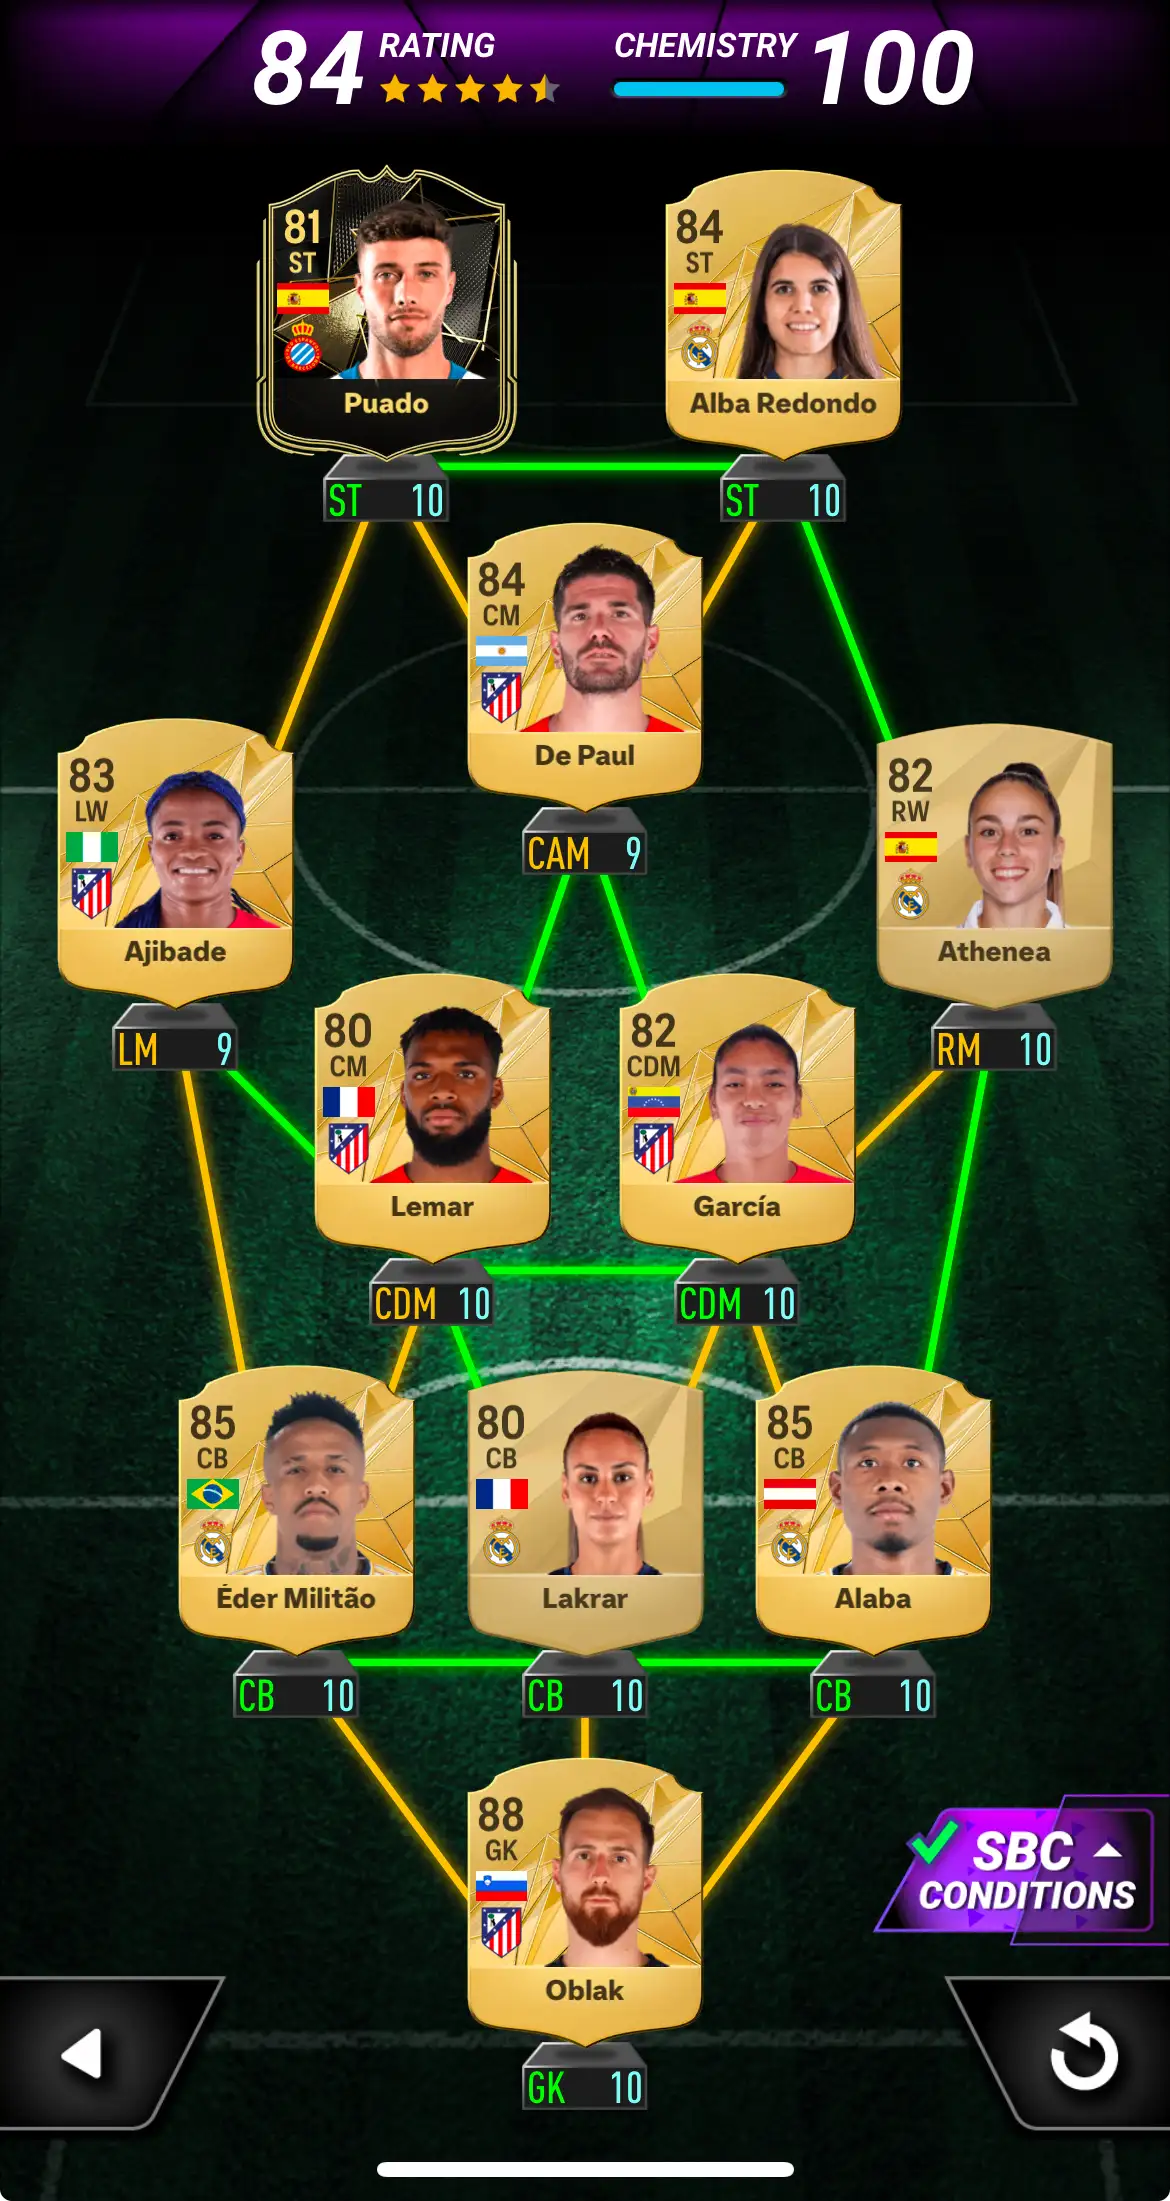 84 RATING CHEMISTRY 100
81
ST
Puado
84
ST
Alba Redondo
ST 10
ST 10
84
CM
De Paul
83
LW
Ajibade
82
RW
Athenea
CAM 9
LM 9
RM 10
80
CM
Lemar
82
CDM
García
CDM 10
CDM 10
85
CB
Éder Militão
80
CB
Lakrar
85
CB
Alaba
CB 10
CB 10
CB 10
88
GK
Oblak
SBC
CONDITIONS
GK 10